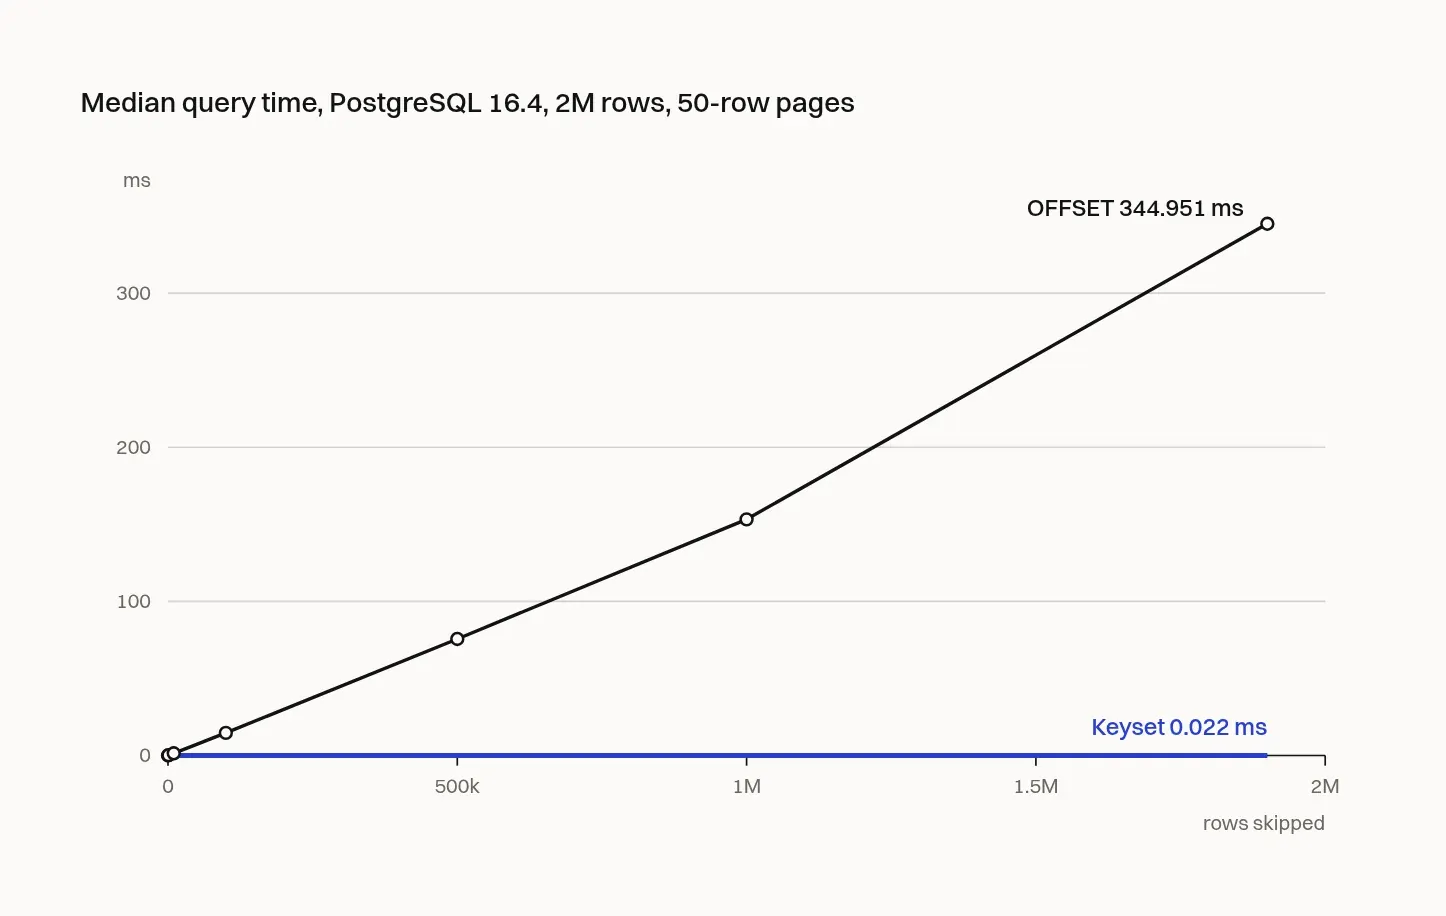 Median query time, PostgreSQL 16.4, 2M rows, 50-row pages
ms
OFFSET 344.951 ms
300
200
100
Keyset 0.022 ms
0
0 500k 1M 1.5M 2M
rows skipped